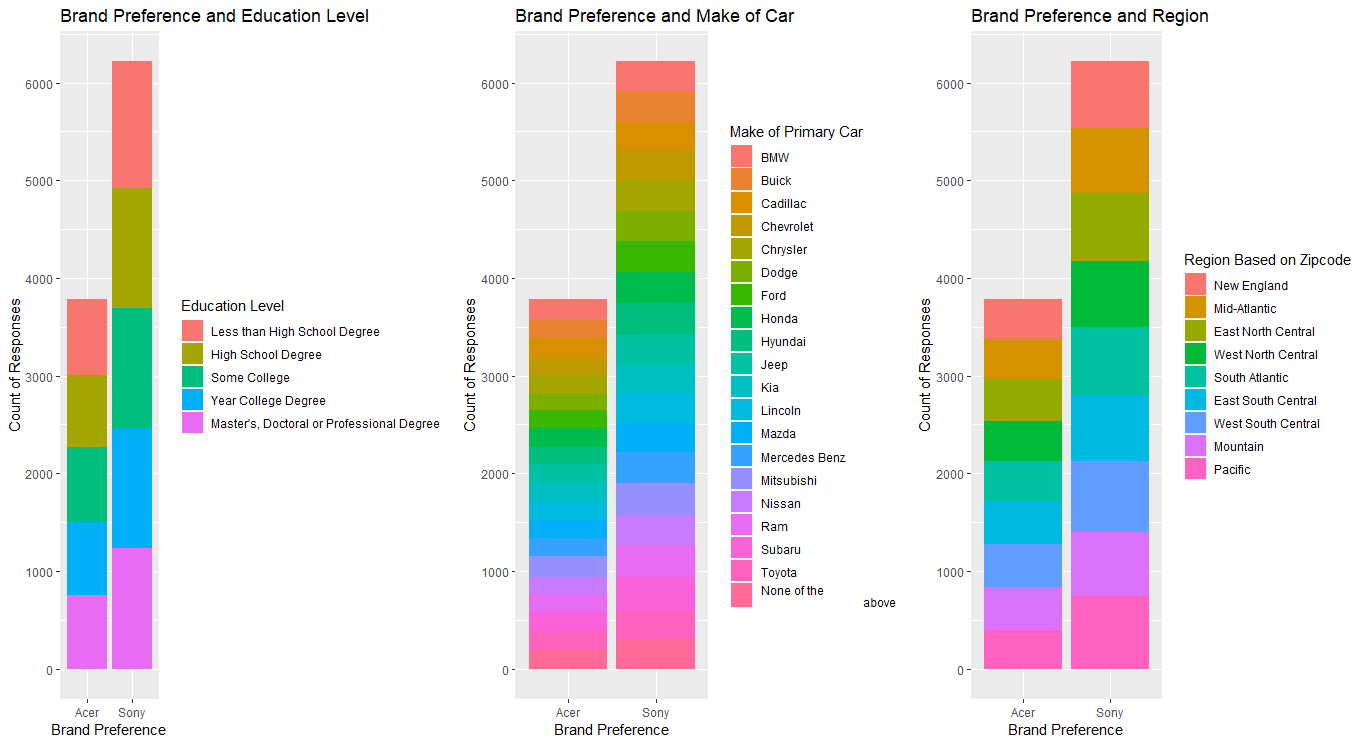 Brand Preference and Education Level
Count of Responses
6000
5000
4000
3000
2000
1000
0
Acer
Sony
Brand Preference
Education Level
Less than High School Degree
High School Degree
Some College
Year College Degree
Master's, Doctoral or Professional Degree
Brand Preference and Make of Car
Count of Responses
6000
5000
4000
3000
2000
1000
0
Acer
Sony
Brand Preference
Make of Primary Car
BMW
Buick
Cadillac
Chevrolet
Chrysler
Dodge
Ford
Honda
Hyundai
Jeep
Kia
Lincoln
Mazda
Mercedes Benz
Mitsubishi
Nissan
Ram
Subaru
Toyota
None of the
above
Brand Preference and Region
Count of Responses
6000
5000
4000
3000
2000
1000
0
Acer
Sony
Brand Preference
Region Based on Zipcode
New England
Mid-Atlantic
East North Central
West North Central
South Atlantic
East South Central
West South Central
Mountain
Pacific